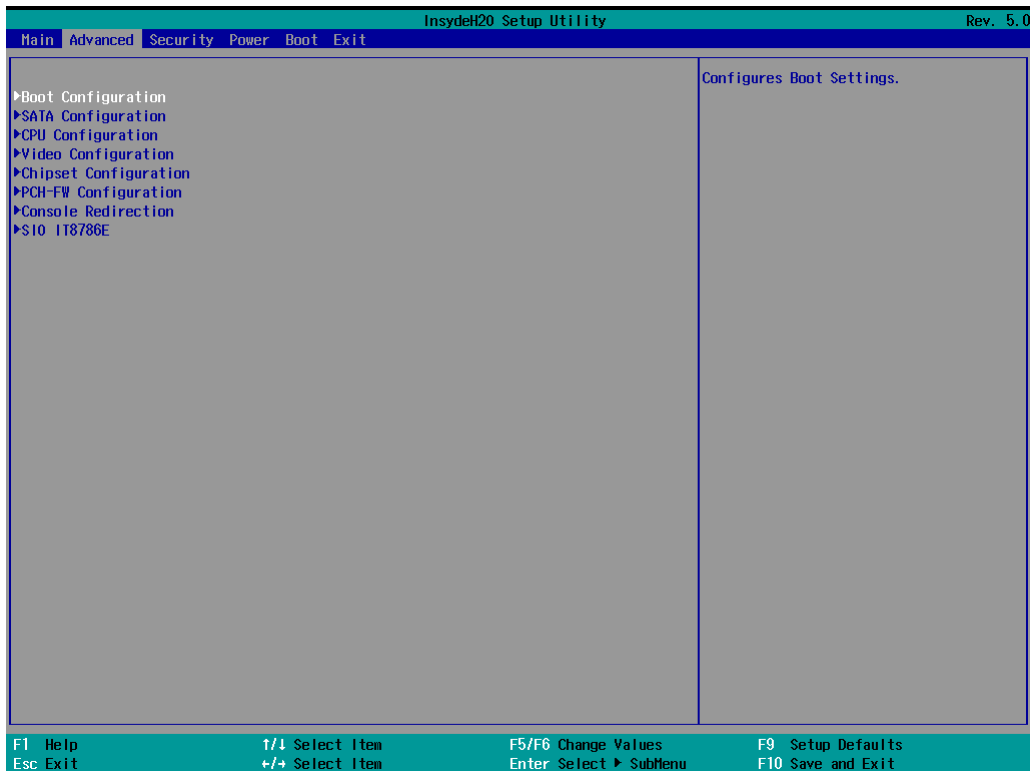 InsydeH20 Setup Utility Rev. 5.0
Main Advanced Security Power Boot Exit
Configures Boot Settings.
▶Boot Configuration
▶SATA Configuration
▶CPU Configuration
▶Video Configuration
▶Chipset Configuration
▶PCH-FW Configuration
▶Console Redirection
▶SIO IT8786E
F1 Help ↑/↓ Select Item F5/F6 Change Values F9 Setup Defaults
Esc Exit ←/→ Select Item Enter Select ▶ SubMenu F10 Save and Exit